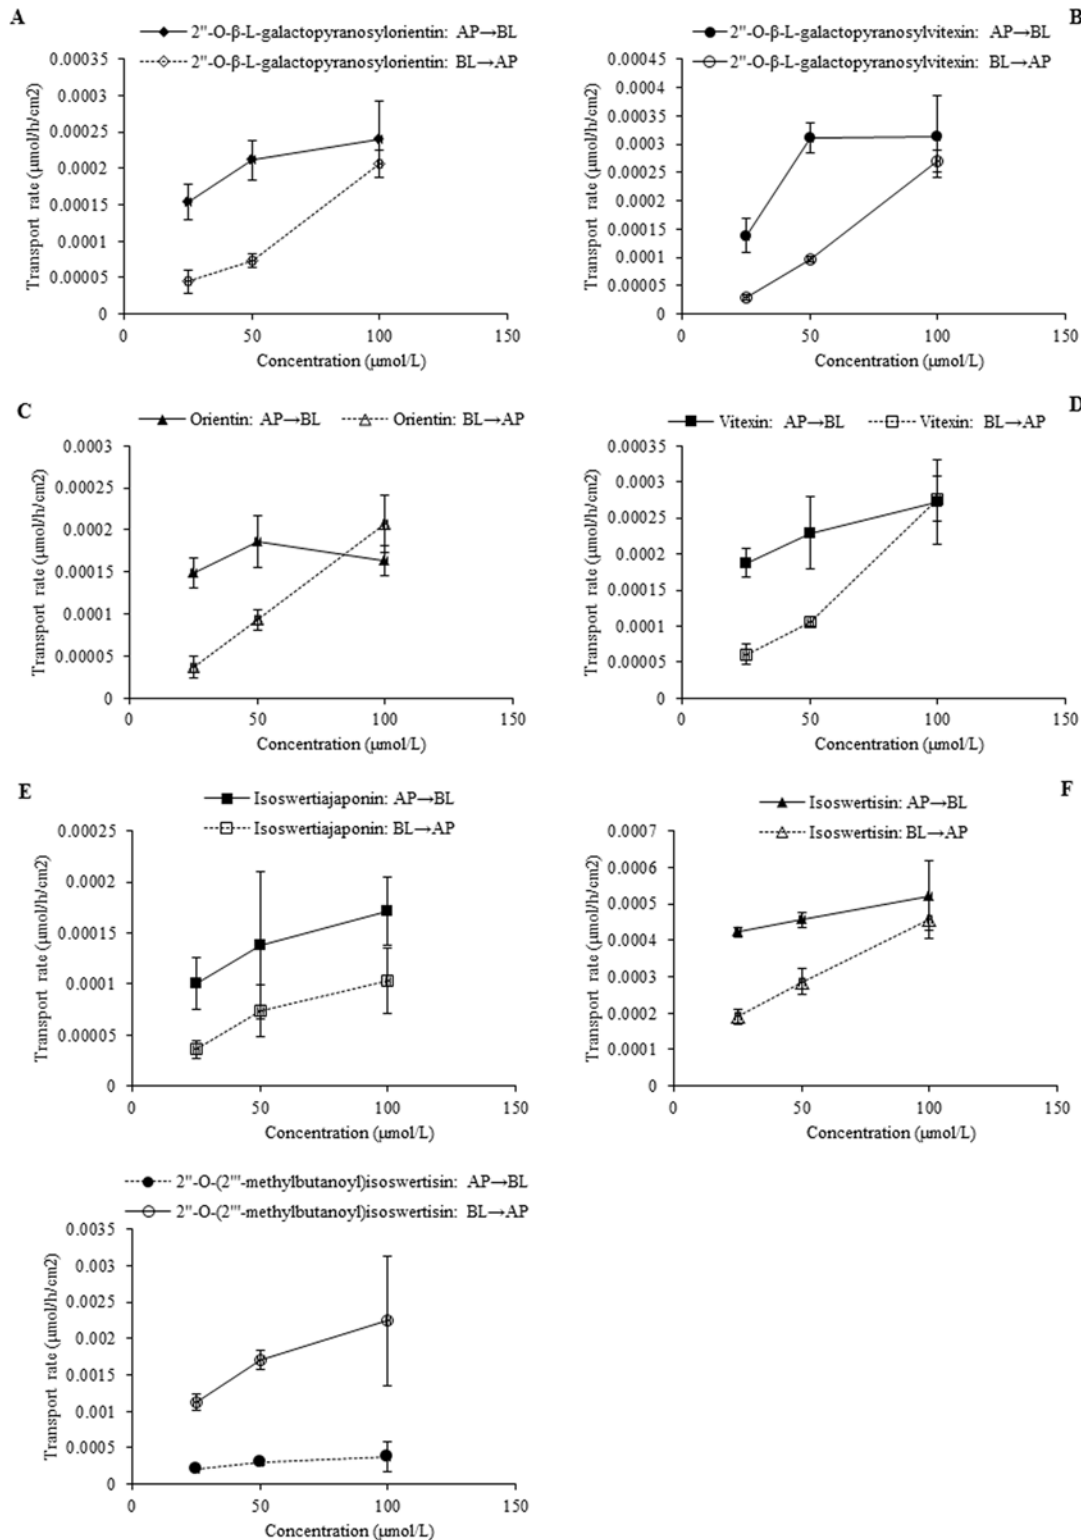 A
2"-O-β-L-galactopyranosylorientin: AP→BL
2"-O-β-L-galactopyranosylorientin: BL→AP
0.00035
0.0003
0.00025
0.0002
0.00015
0.0001
0.00005
0
Transport rate (μmol/h/cm2)
0 50 100 150
Concentration (μmol/L)
B
2"-O-β-L-galactopyranosylvitexin: AP→BL
2"-O-β-L-galactopyranosylvitexin: BL→AP
0.00045
0.0004
0.00035
0.0003
0.00025
0.0002
0.00015
0.0001
0.00005
0
Transport rate (μmol/h/cm2)
0 50 100 150
Concentration (μmol/L)
C
Orientin: AP→BL Orientin: BL→AP
0.0003
0.00025
0.0002
0.00015
0.0001
0.00005
0
Transport rate (μmol/h/cm2)
0 50 100 150
Concentration (μmol/L)
D
Vitexin: AP→BL Vitexin: BL→AP
0.00035
0.0003
0.00025
0.0002
0.00015
0.0001
0.00005
0
Transport rate (μmol/h/cm2)
0 50 100 150
Concentration (μmol/L)
E
Isoswertiajaponin: AP→BL
Isoswertiajaponin: BL→AP
0.00025
0.0002
0.00015
0.0001
0.00005
0
Transport rate (μmol/h/cm2)
0 50 100 150
Concentration (μmol/L)
F
Isoswertisin: AP→BL
Isoswertisin: BL→AP
0.0007
0.0006
0.0005
0.0004
0.0003
0.0002
0.0001
0
Transport rate (μmol/h/cm2)
0 50 100 150
Concentration (μmol/L)
2"-O-(2'"-methylbutanoyl)isoswertisin: AP→BL
2"-O-(2'"-methylbutanoyl)isoswertisin: BL→AP
0.0035
0.003
0.0025
0.002
0.0015
0.001
0.0005
0
Transport rate (μmol/h/cm2)
0 50 100 150
Concentration (μmol/L)